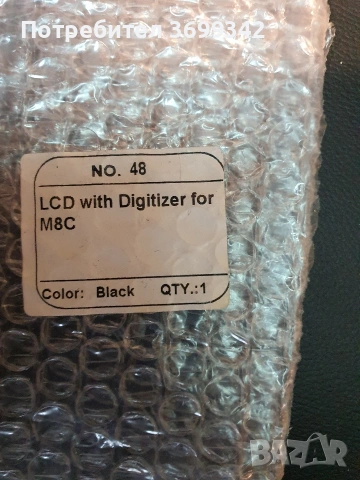 Потребител 3699342
NO. 48
LCD with Digitizer for
M8C
Color: Black QTY.:1
BAZAR